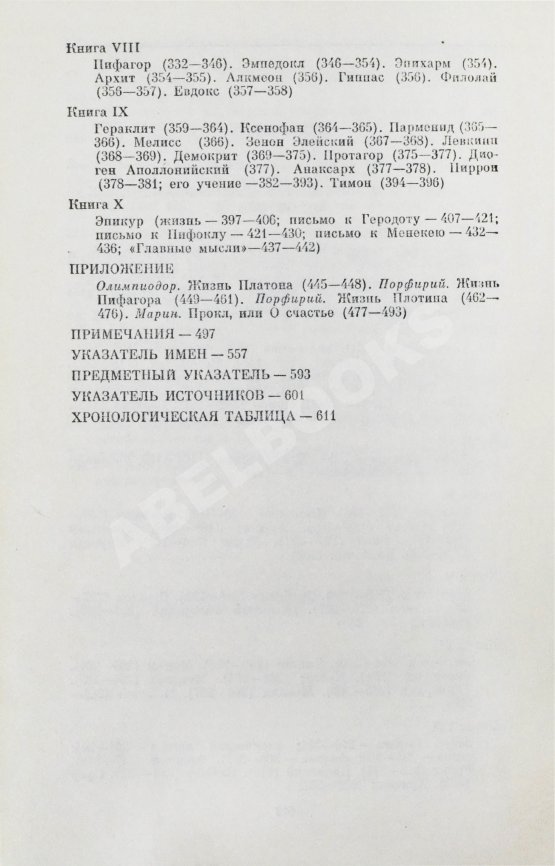 Книга VIII
Пифагор (332—346). Эмпедокл (346—354). Эпихарм (354).
Архит (354—355). Алкмеон (356). Гиппас (356). Филолай
(356—357). Евдокс (357—358)
Книга IX
Гераклит (359—364). Ксенофан (364—365). Парменид (365—
366). Мелисс (366). Зенон Элейский (367—368). Левкипп
(368—369). Демокрит (369—375). Протагор (375—377). Дио-
ген Аполлонийский (377). Анаксарх (377—378). Пиррон
(378—381; его учение —382—393). Тимон (394—396)
Книга X
Эпикур (жизнь — 397—406; письмо к Геродоту — 407—421;
письмо к Пифоклу — 421—430; письмо к Менекею — 432—
436; «Главные мысли»—437—442)
ПРИЛОЖЕНИЕ
Олимпиодор. Жизнь Платона (445—448). Порфирий. Жизнь
Пифагора (449—461). Порфирий. Жизнь Плотина (462—
476). Марин. Прокл, или О счастье (477—493)
ПРИМЕЧАНИЯ — 497
УКАЗАТЕЛЬ ИМЕН — 557
ПРЕДМЕТНЫЙ УКАЗАТЕЛЬ — 593
УКАЗАТЕЛЬ ИСТОЧНИКОВ — 601
ХРОНОЛОГИЧЕСКАЯ ТАБЛИЦА — 611
ABELBOOKS